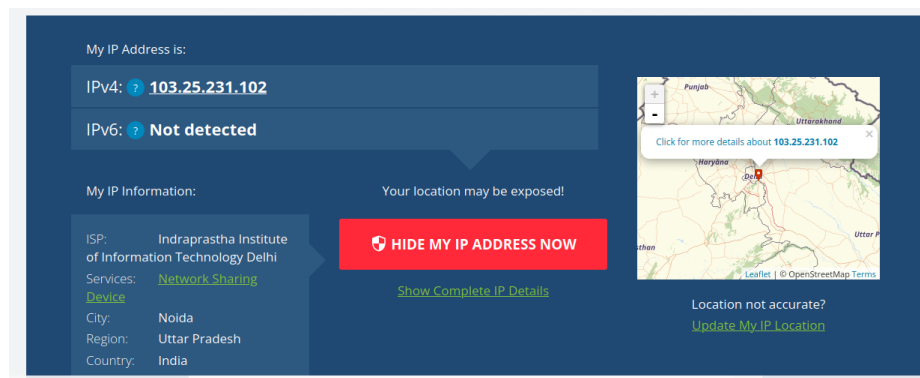 My IP Address is:
IPv4: ? 103.25.231.102
IPv6: ? Not detected
My IP Information:
ISP: Indraprastha Institute
of Information Technology Delhi
Services: Network Sharing
Device
City: Noida
Region: Uttar Pradesh
Country: India
Your location may be exposed!
HIDE MY IP ADDRESS NOW
Show Complete IP Details
+
-
Punjab
Uttarakhand
×
Click for more details about 103.25.231.102
Haryāna
Del
Uttar P
sthan
Leaflet | © OpenStreetMap Terms
Location not accurate?
Update My IP Location